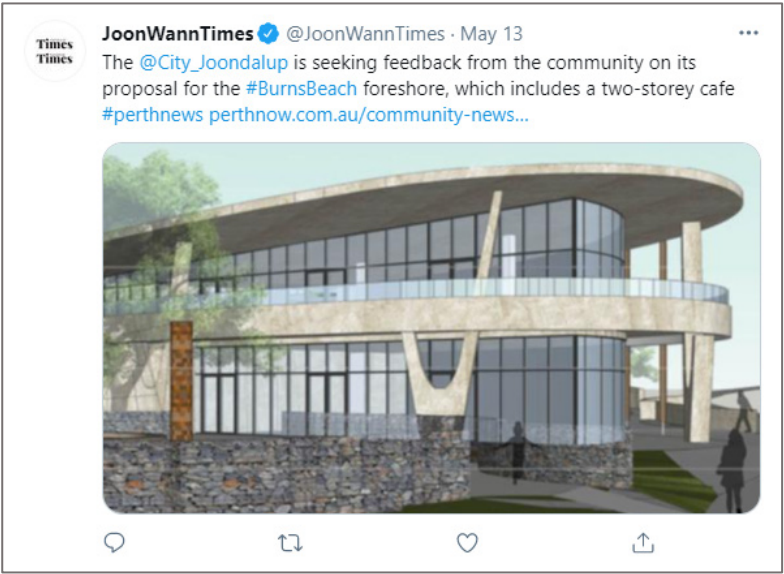 Times
Times
JoonWannTimes @JoonWannTimes · May 13
The @City_Joondalup is seeking feedback from the community on its
proposal for the #BurnsBeach foreshore, which includes a two-storey cafe
#perthnews perthnow.com.au/community-news...